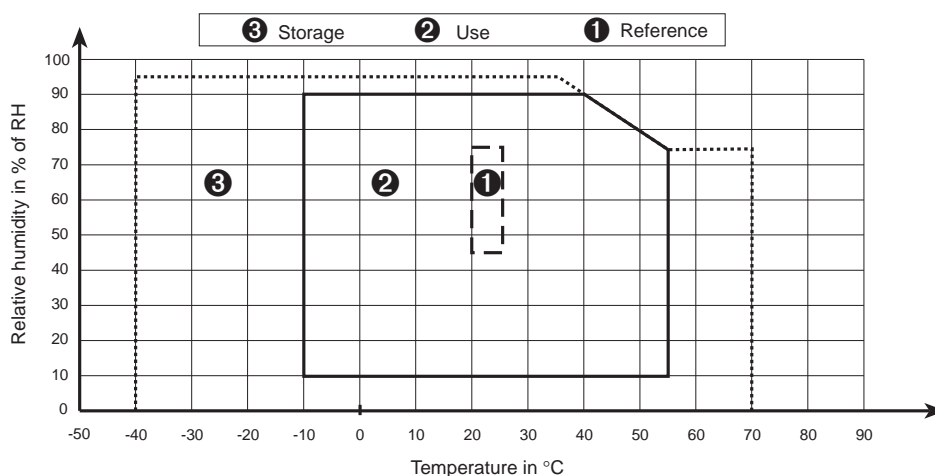 ❸ Storage ❷ Use ❶ Reference
Relative humidity in % of RH
100
90
80
70
60
50
40
30
20
10
0
❸ ❷ ❶
-50 -40 -30 -20 -10 0 10 20 30 40 50 60 70 80 90
Temperature in °C